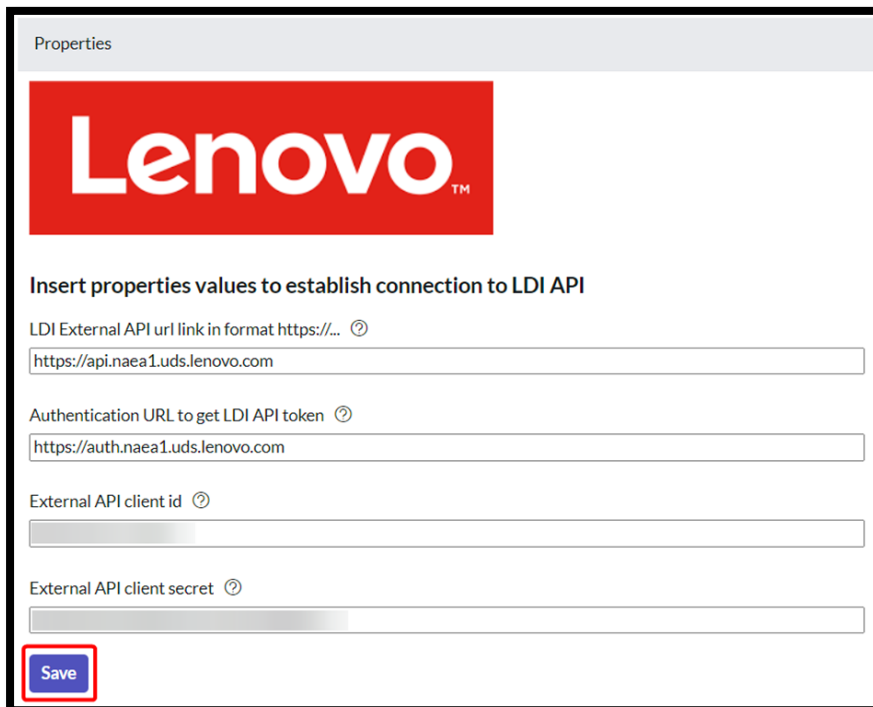 Properties
Lenovo™
Insert properties values to establish connection to LDI API
LDI External API url link in format https://... ?
https://api.naea1.uds.lenovo.com
Authentication URL to get LDI API token ?
https://auth.naea1.uds.lenovo.com
External API client id ?
External API client secret ?
Save